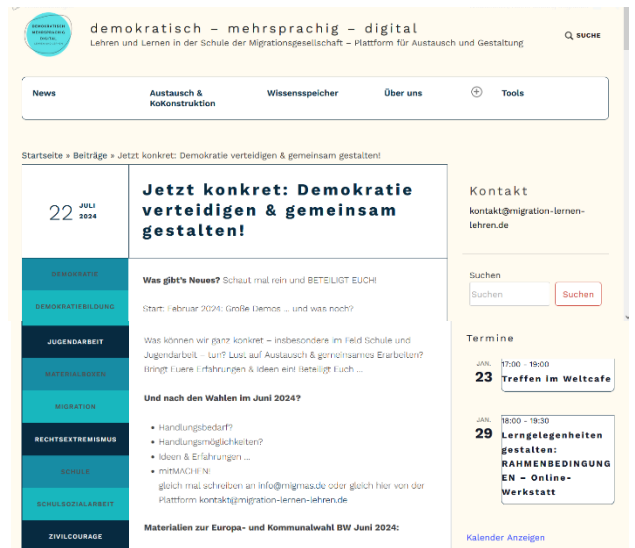 DEMOKRATISCH
MEHRSPRACHIG
DIGITAL
demokratisch – mehrsprachig – digital
Lehren und Lernen in der Schule der Migrationsgesellschaft – Plattform für Austausch und Gestaltung
SUCHE
News
Austausch &
KoKonstruktion
Wissensspeicher
Über uns
Tools
Startseite » Beiträge » Jetzt konkret: Demokratie verteidigen & gemeinsam gestalten!
22 JULI
2024
Jetzt konkret: Demokratie
verteidigen & gemeinsam
gestalten!
DEMOKRATIE
DEMOKRATIEBILDUNG
JUGENDARBEIT
MATERIALBOXEN
MIGRATION
RECHTSEXTREMISMUS
SCHULE
SCHULSOZIALARBEIT
ZIVILCOURAGE
Was gibt's Neues? Schaut mal rein und BETEILIGT EUCH!
Start: Februar 2024: Große Demos ... und was noch?
Was können wir ganz konkret – insbesondere im Feld Schule und
Jugendarbeit – tun? Lust auf Austausch & gemeinsames Erarbeiten?
Bringt Euere Erfahrungen & Ideen ein! Beteiligt Euch ...
Und nach den Wahlen im Juni 2024?
• Handlungsbedarf?
• Handlungsmöglichkeiten?
• Ideen & Erfahrungen ...
• mitMACHEN!
gleich mal schreiben an info@migmas.de oder gleich hier von der
Plattform kontakt@migration-lernen-lehren.de
Materialien zur Europa- und Kommunalwahl BW Juni 2024:
Kontakt
kontakt@migration-lernen-
lehren.de
Suchen
Suchen
Suchen
Termine
JAN.
23
17:00 - 19:00
Treffen im Weltcafe
JAN.
29
18:00 - 19:30
Lerngelegenheiten
gestalten:
RAHMENBEDINGUNG
EN – Online-
Werkstatt
Kalender Anzeigen